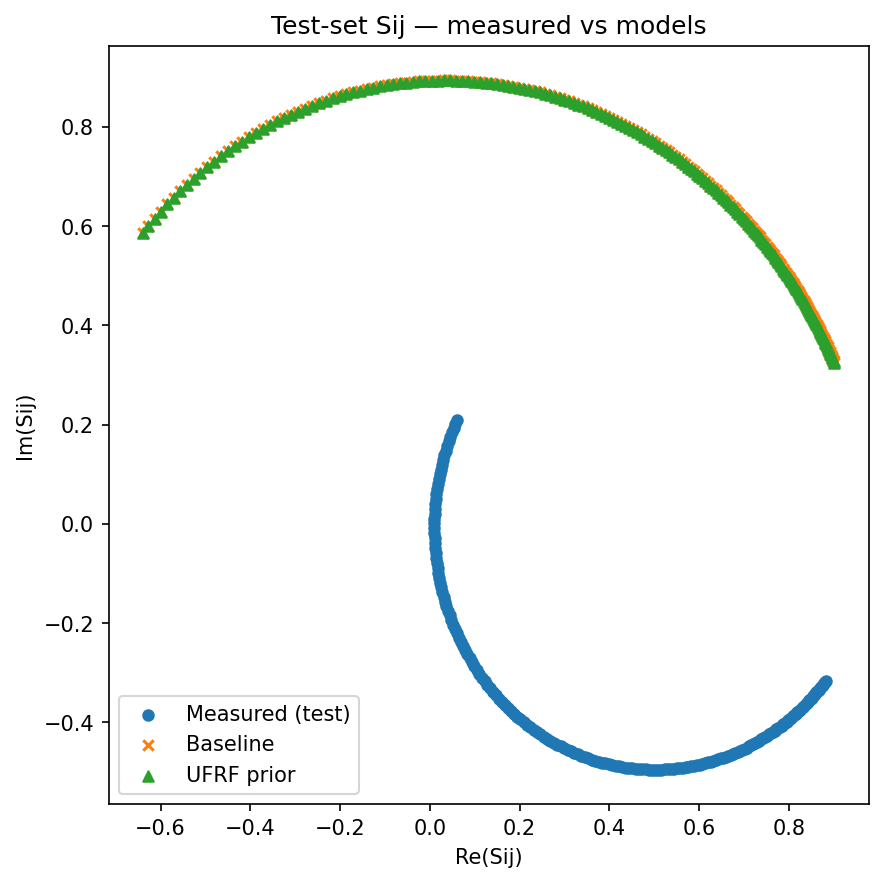 Test-set Sij — measured vs models
Im(Sij)
0.8
0.6
0.4
0.2
0.0
−0.2
−0.4
Measured (test)
Baseline
UFRF prior
−0.6 −0.4 −0.2 0.0 0.2 0.4 0.6 0.8
Re(Sij)